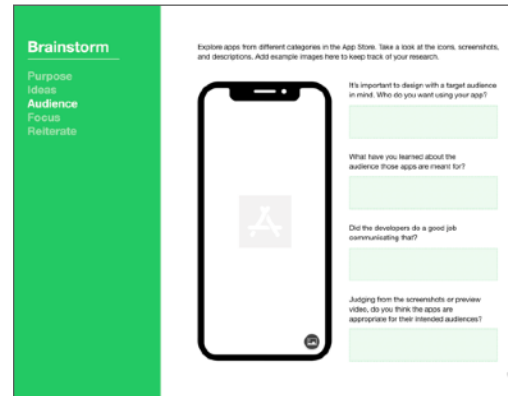 Brainstorm
Purpose
Ideas
Audience
Focus
Reiterate
Explore apps from different categories in the App Store. Take a look at the icons, screenshots,
and descriptions. Add example images here to keep track of your research.
It's important to design with a target audience
in mind. Who do you want using your app?
What have you learned about the
audience those apps are meant for?
Did the developers do a good job
communicating that?
Judging from the screenshots or preview
video, do you think the apps are
appropriate for their intended audiences?